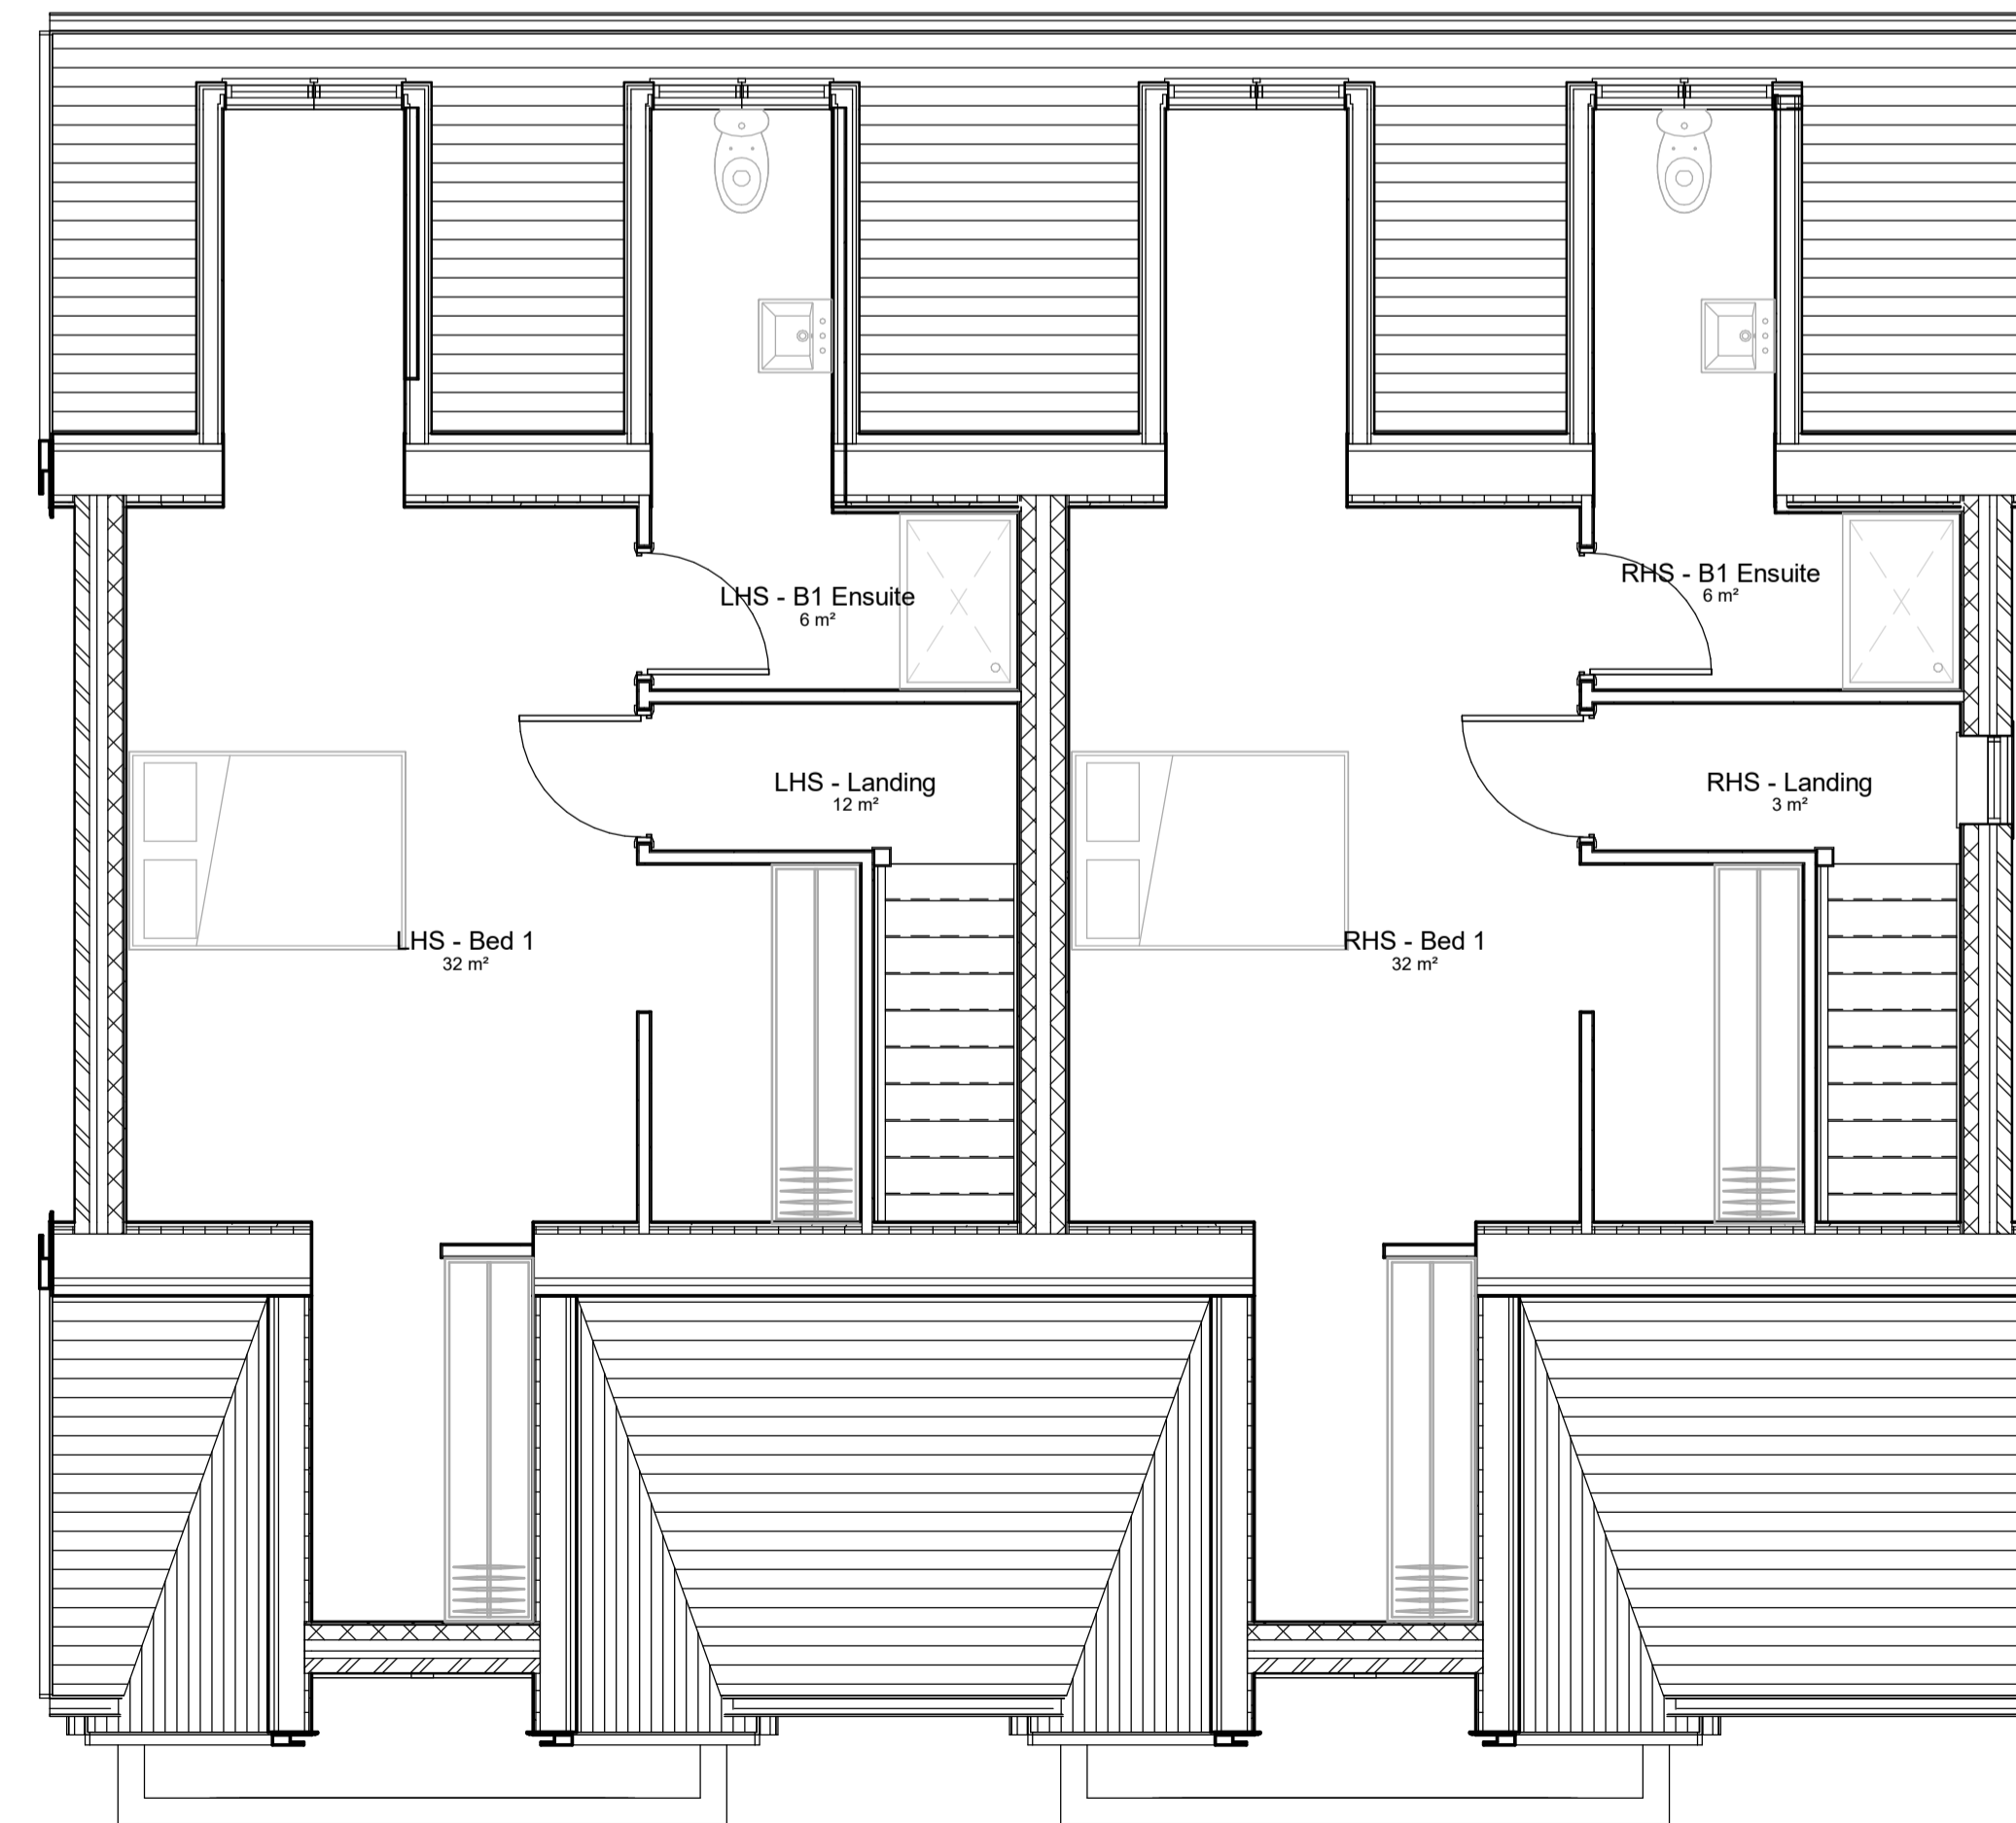 LHS - B1 Ensuite
6 m²
RHS - B1 Ensuite
6 m²
LHS - Landing
12 m²
RHS - Landing
3 m²
LHS - Bed 1
32 m²
RHS - Bed 1
32 m²